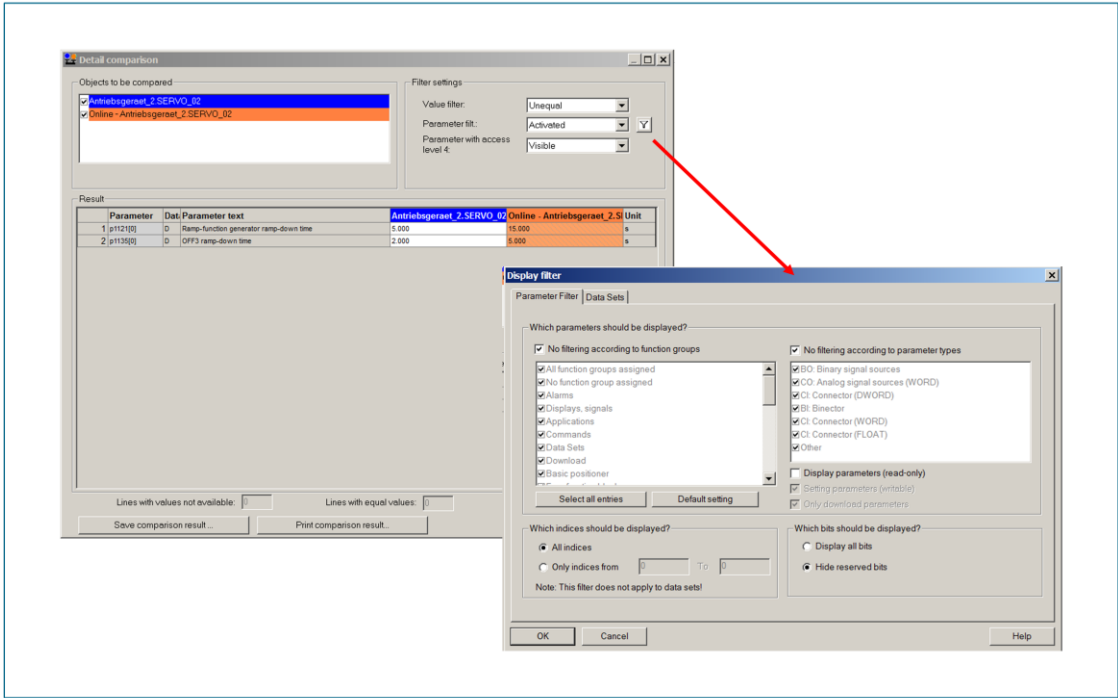 Detail comparison
Objects to be compared
Antriebsgeraet_2.SERVO_02
Online - Antriebsgeraet_2.SERVO_02
Filter settings
Value filter: Unequal
Parameter filt.: Activated
Parameter with access level 4: Visible
Result
Parameter Data Parameter text Antriebsgeraet_2.SERVO_02 Online - Antriebsgeraet_2.SE Unit
1 p1121[0] D Ramp-function generator ramp-down time 5.000 15.000 s
2 p1135[0] D OFF3 ramp-down time 2.000 5.000 s
Lines with values not available: 0 Lines with equal values: 0
Save comparison result ... Print comparison result...
Display filter
Parameter Filter Data Sets
Which parameters should be displayed?
No filtering according to function groups
All function groups assigned
No function group assigned
Alarms
Displays, signals
Applications
Commands
Data Sets
Download
Basic positioner
Select all entries Default setting
No filtering according to parameter types
BO: Binary signal sources
CO: Analog signal sources (WORD)
CI: Connector (DWORD)
BI: Binector
CI: Connector (WORD)
CI: Connector (FLOAT)
Other
Display parameters (read-only)
Setting parameters (writable)
Only download parameters
Which indices should be displayed?
All indices
Only indices from 0 To 0
Note: This filter does not apply to data sets!
Which bits should be displayed?
Display all bits
Hide reserved bits
OK Cancel Help